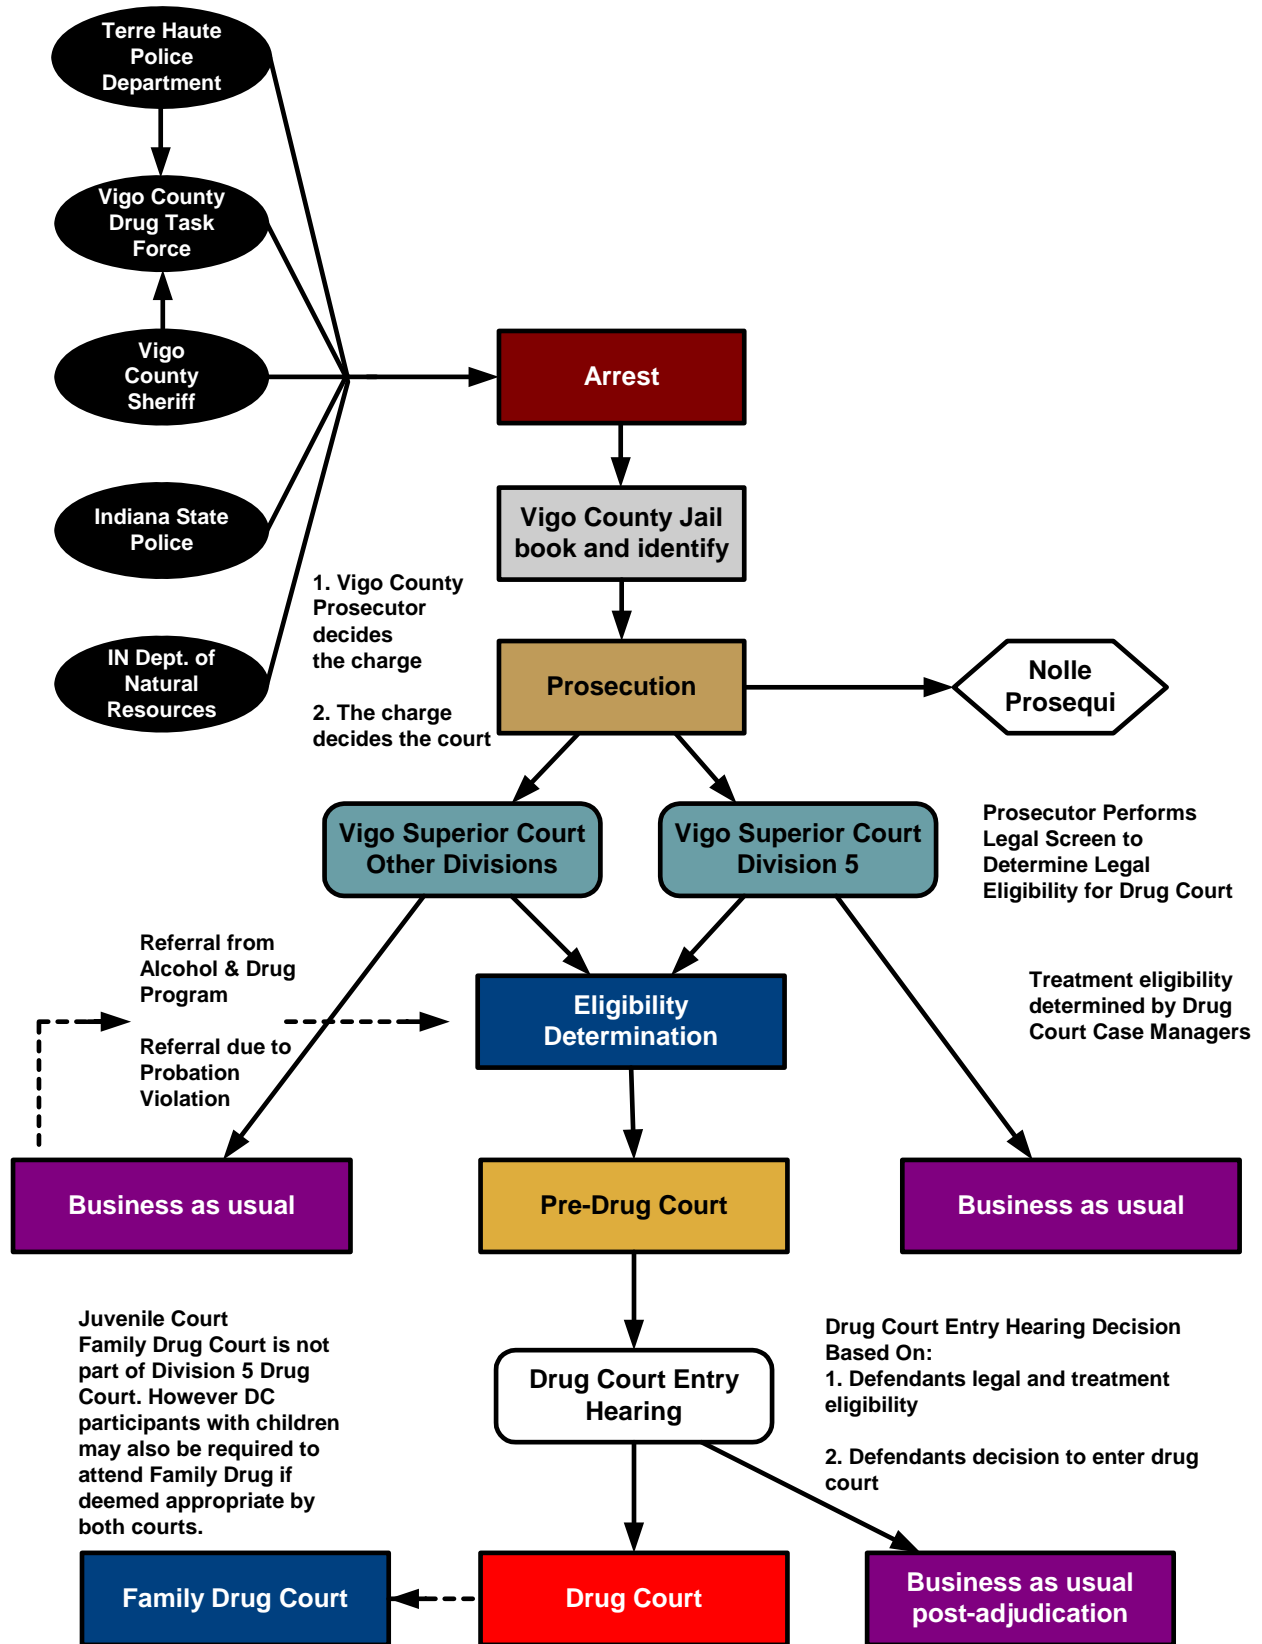 Terre Haute
Police
Department
Vigo County
Drug Task
Force
Vigo
County
Sheriff
Arrest
Indiana State
Police
Vigo County Jail
book and identify
1. Vigo County
Prosecutor
decides
the charge
2. The charge
decides the court
IN Dept. of
Natural
Resources
Prosecution
Nolle
Prosequi
Vigo Superior Court
Other Divisions
Vigo Superior Court
Division 5
Prosecutor Performs
Legal Screen to
Determine Legal
Eligibility for Drug Court
Referral from
Alcohol & Drug
Program
Referral due to
Probation
Violation
Eligibility
Determination
Treatment eligibility
determined by Drug
Court Case Managers
Business as usual
Pre-Drug Court
Business as usual
Juvenile Court
Family Drug Court is not
part of Division 5 Drug
Court. However DC
participants with children
may also be required to
attend Family Drug if
deemed appropriate by
both courts.
Drug Court Entry
Hearing
Drug Court Entry Hearing Decision
Based On:
1. Defendants legal and treatment
eligibility
2. Defendants decision to enter drug
court
Family Drug Court
Drug Court
Business as usual
post-adjudication